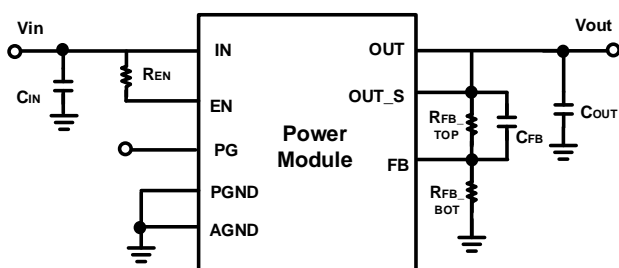 Vin
Vout
IN
OUT
REN
CIN
EN
OUT_S
RFB_
TOP
CFB
COUT
Power
Module
PG
FB
PGND
RFB_
BOT
AGND